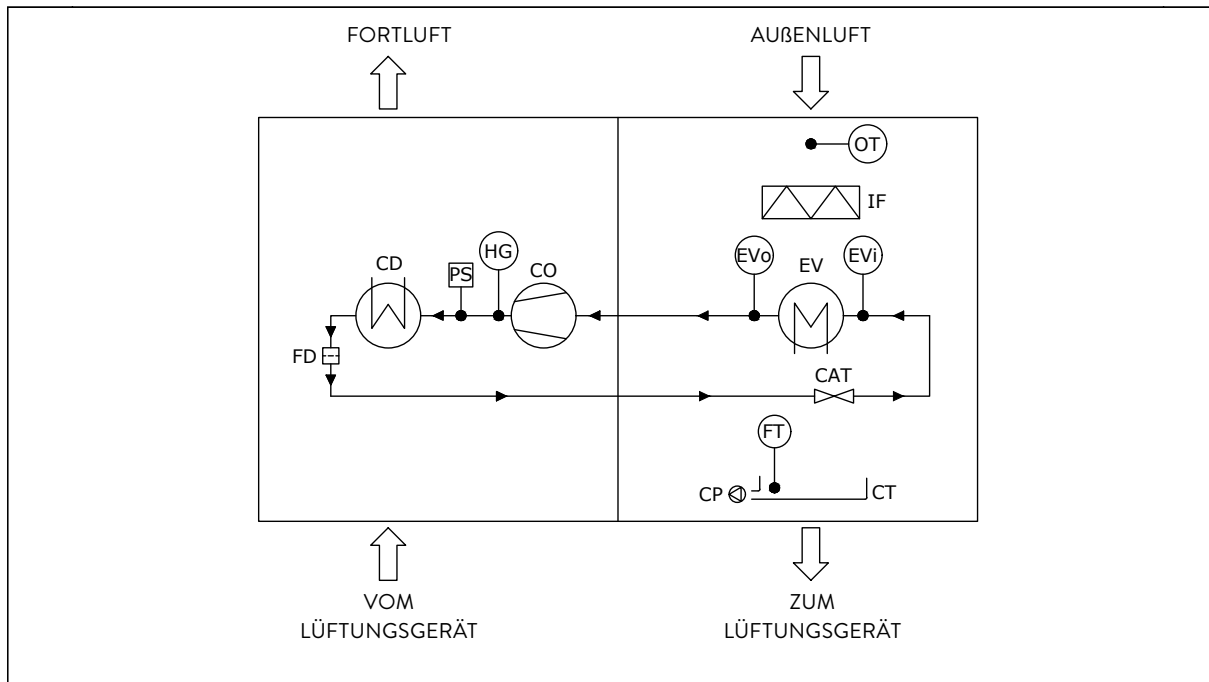 FORTLUFT
AUßENLUFT
OT
IF
HG
EVo
EVi
CD
PS
CO
EV
FD
CAT
FT
CP
CT
VOM
LÜFTUNGSGERÄT
ZUM
LÜFTUNGSGERÄT